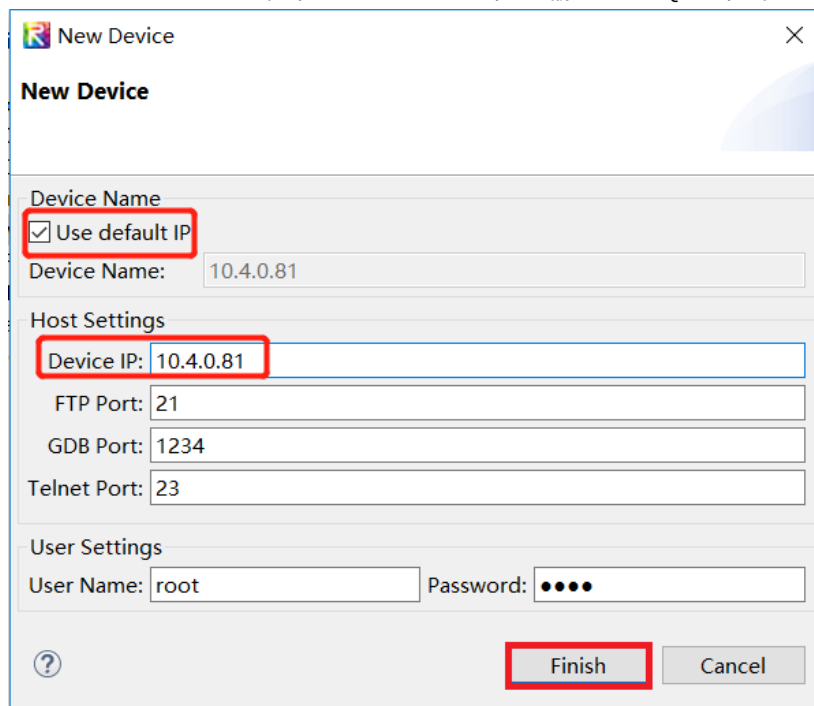 New Device
New Device
Device Name
Use default IP
Device Name: 10.4.0.81
Host Settings
Device IP: 10.4.0.81
FTP Port: 21
GDB Port: 1234
Telnet Port: 23
User Settings
User Name: root Password: ●●●●
? Finish Cancel